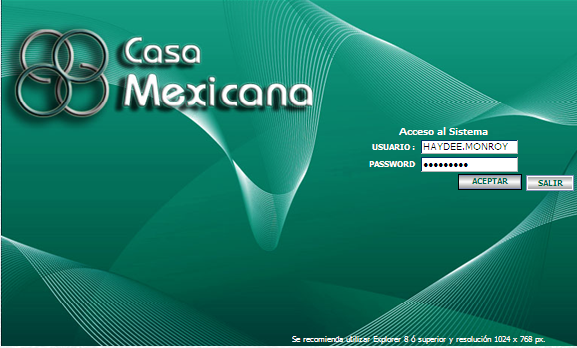 Casa
Mexicana
Acceso al Sistema
USUARIO : HAYDEE.MONROY
PASSWORD •••••••••
ACEPTAR SALIR
Se recomienda utilizar Explorer 8 ó superior y resolución 1024 x 768 px.